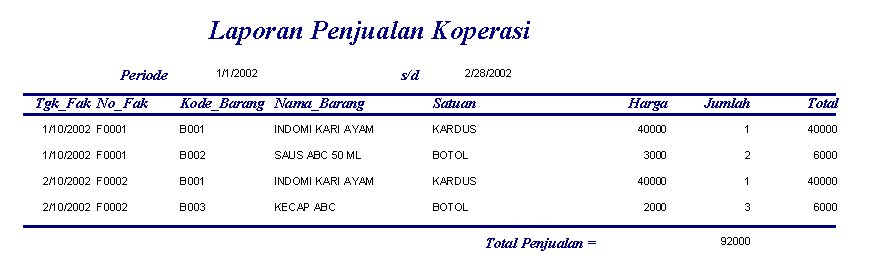 Laporan Penjualan Koperasi
Periode 1/1/2002 s/d 2/28/2002
Tgk_Fak No_Fak Kode_Barang Nama_Barang Satuan Harga Jumlah Total
1/10/2002 F0001 B001 INDOMI KARI AYAM KARDUS 40000 1 40000
1/10/2002 F0001 B002 SAUS ABC 50 ML BOTOL 3000 2 6000
2/10/2002 F0002 B001 INDOMI KARI AYAM KARDUS 40000 1 40000
2/10/2002 F0002 B003 KECAP ABC BOTOL 2000 3 6000
Total Penjualan = 92000